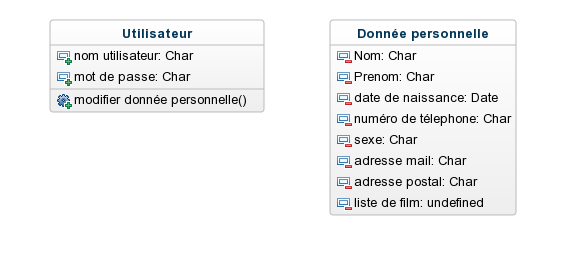 Utilisateur
nom utilisateur: Char
mot de passe: Char
modifier donnée personnelle()
Donnée personnelle
Nom: Char
Prenom: Char
date de naissance: Date
numéro de télephone: Char
sexe: Char
adresse mail: Char
adresse postal: Char
liste de film: undefined